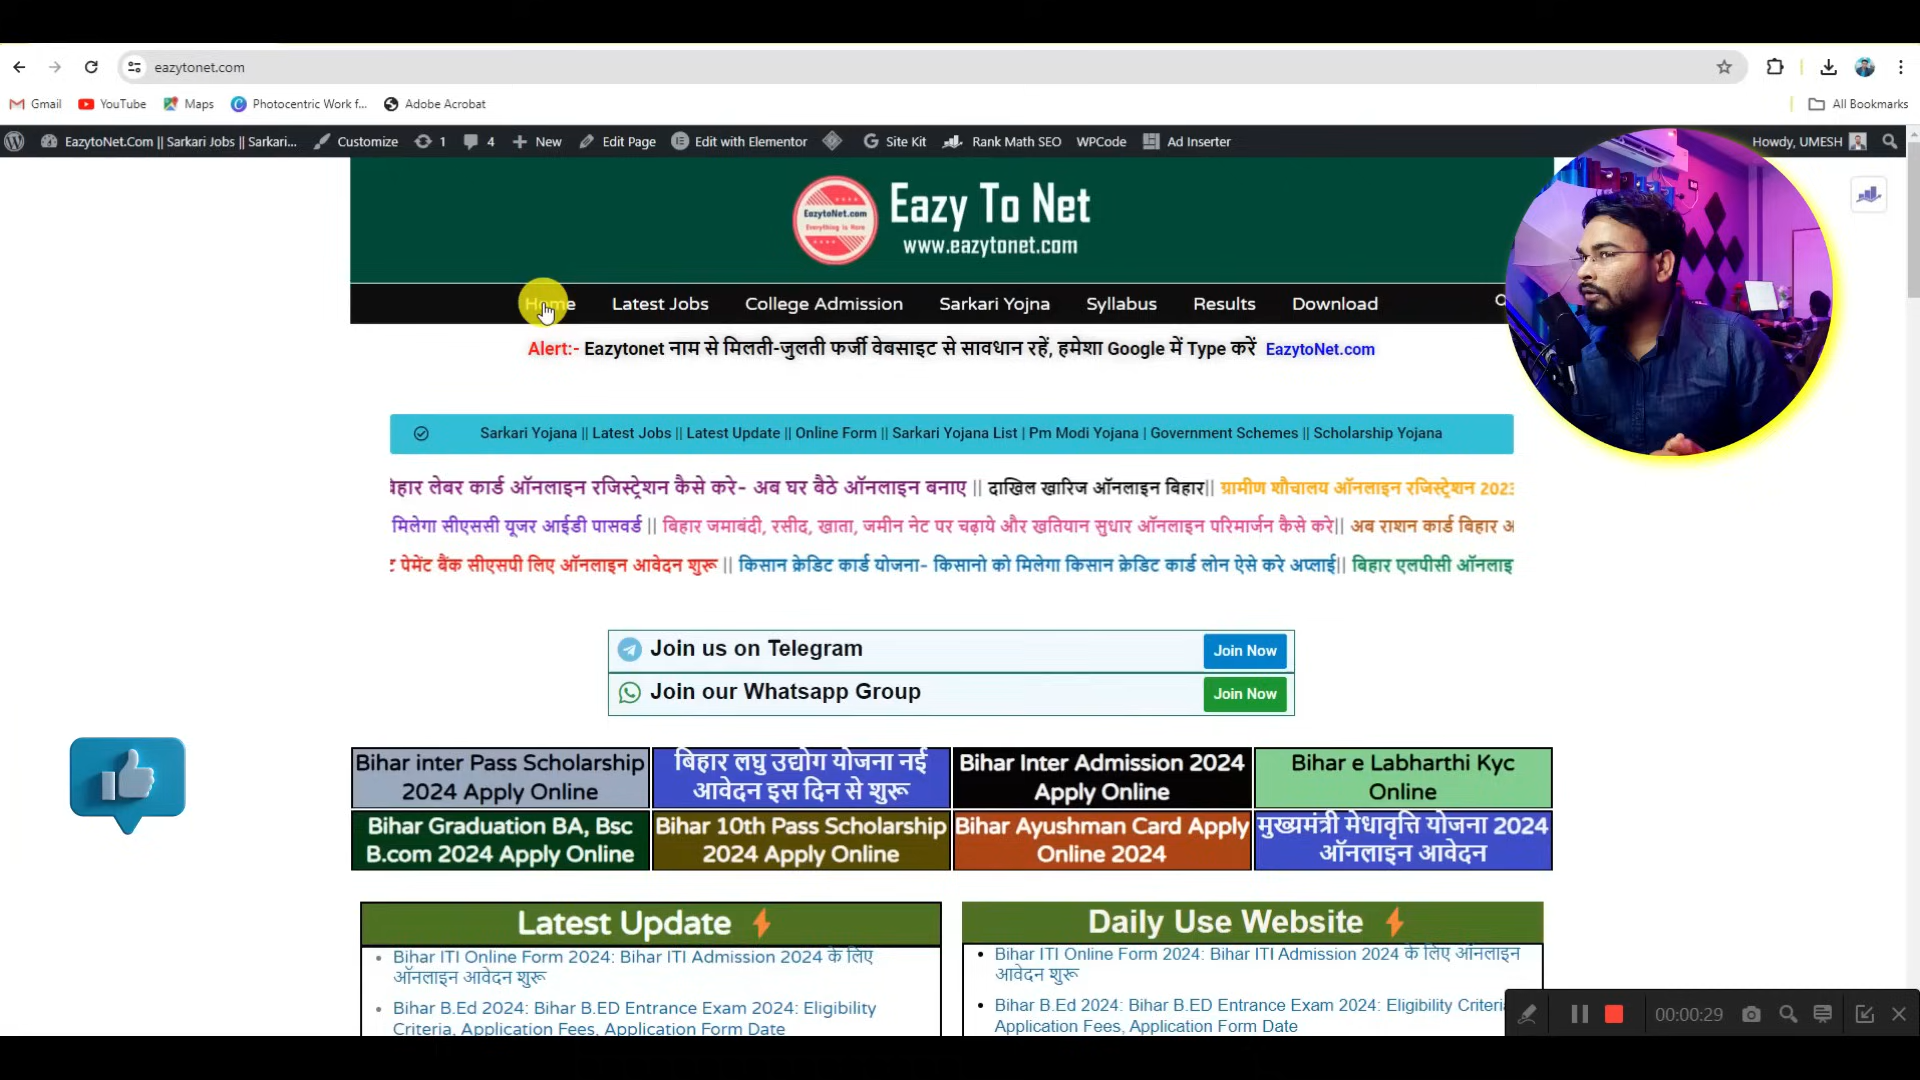 eazytonet.com
Gmail YouTube Maps Photocentric Work f... Adobe Acrobat All Bookmarks
EazytoNet.Com || Sarkari Jobs || Sarkari... Customize 1 4 New Edit Page Edit with Elementor Site Kit Rank Math SEO WPCode Ad Inserter Howdy, UMESH
EazytoNet.com
Everything is Here
Eazy To Net
www.eazytonet.com
Home Latest Jobs College Admission Sarkari Yojna Syllabus Results Download
Alert:- Eazytonet नाम से मिलती-जुलती फर्जी वेबसाइट से सावधान रहें, हमेशा Google में Type करें EazytoNet.com
Sarkari Yojana || Latest Jobs || Latest Update || Online Form || Sarkari Yojana List | Pm Modi Yojana | Government Schemes || Scholarship Yojana
बिहार लेबर कार्ड ऑनलाइन रजिस्ट्रेशन कैसे करे- अब घर बैठे ऑनलाइन बनाए || दाखिल खारिज ऑनलाइन बिहार|| ग्रामीण शौचालय ऑनलाइन रजिस्ट्रेशन 2023
मिलेगा सीएससी यूजर आईडी पासवर्ड || बिहार जमाबंदी, रसीद, खाता, जमीन नेट पर चढ़ाये और खतियान सुधार ऑनलाइन परिमार्जन कैसे करे|| अब राशन कार्ड बिहार
पेमेंट बैंक सीएसपी लिए ऑनलाइन आवेदन शुरू || किसान क्रेडिट कार्ड योजना- किसानो को मिलेगा किसान क्रेडिट कार्ड लोन ऐसे करे अप्लाई|| बिहार एलपीसी ऑनलाइ
Join us on Telegram Join Now
Join our Whatsapp Group Join Now
Bihar inter Pass Scholarship 
2024 Apply Online
बिहार लघु उद्योग योजना नई
आवेदन इस दिन से शुरू
Bihar Inter Admission 2024
Apply Online
Bihar e Labharthi Kyc
Online
Bihar Graduation BA, Bsc
B.com 2024 Apply Online
Bihar 10th Pass Scholarship
2024 Apply Online
Bihar Ayushman Card Apply
Online 2024
मुख्यमंत्री मेधावृत्ति योजना 2024
ऑनलाइन आवेदन
Latest Update
Bihar ITI Online Form 2024: Bihar ITI Admission 2024 के लिए
ऑनलाइन आवेदन शुरू
Bihar B.Ed 2024: Bihar B.ED Entrance Exam 2024: Eligibility
Criteria, Application Fees, Application Form Date
Daily Use Website
Bihar ITI Online Form 2024: Bihar ITI Admission 2024 के लिए ऑनलाइन
आवेदन शुरू
Bihar B.Ed 2024: Bihar B.ED Entrance Exam 2024: Eligibility Criteria,
Application Fees, Application Form Date
00:00:29